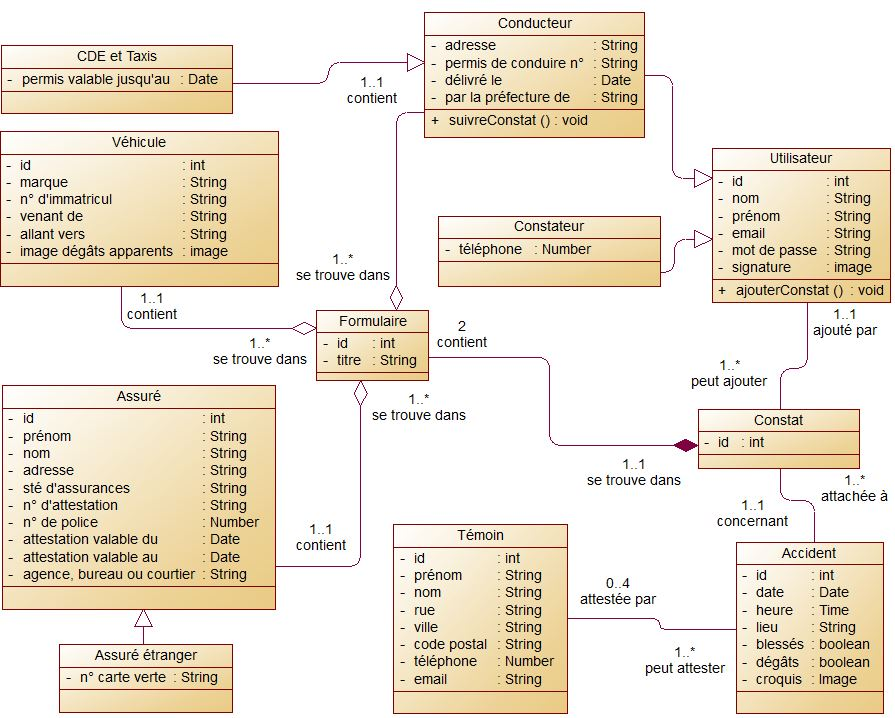 CDE et Taxis
- permis valable jusqu'au : Date
Conducteur
- adresse : String
- permis de conduire n° : String
- délivré le : Date
- par la préfecture de : String
+ suivreConstat () : void
1..1
contient
Véhicule
- id : int
- marque : String
- n° d'immatricul : String
- venant de : String
- allant vers : String
- image dégâts apparents : image
Utilisateur
- id : int
- nom : String
- prénom : String
- email : String
- mot de passe : String
- signature : image
+ ajouterConstat () : void
Constateur
- téléphone : Number
1..*
se trouve dans
1..1
contient
1..*
se trouve dans
Formulaire
- id : int
- titre : String
2
contient
1..1
ajouté par
1..*
peut ajouter
1..*
se trouve dans
Assuré
- id : int
- prénom : String
- nom : String
- adresse : String
- sté d'assurances : String
- n° d'attestation : String
- n° de police : Number
- attestation valable du : Date
- attestation valable au : Date
- agence, bureau ou courtier : String
Constat
- id : int
1..1
se trouve dans
1..*
attachée à
1..1
concernant
1..1
contient
Témoin
- id : int
- prénom : String
- nom : String
- rue : String
- ville : String
- code postal : String
- téléphone : Number
- email : String
0..4
attestée par
1..*
peut attester
Accident
- id : int
- date : Date
- heure : Time
- lieu : String
- blessés : boolean
- dégâts : boolean
- croquis : Image
Assuré étranger
- n° carte verte : String